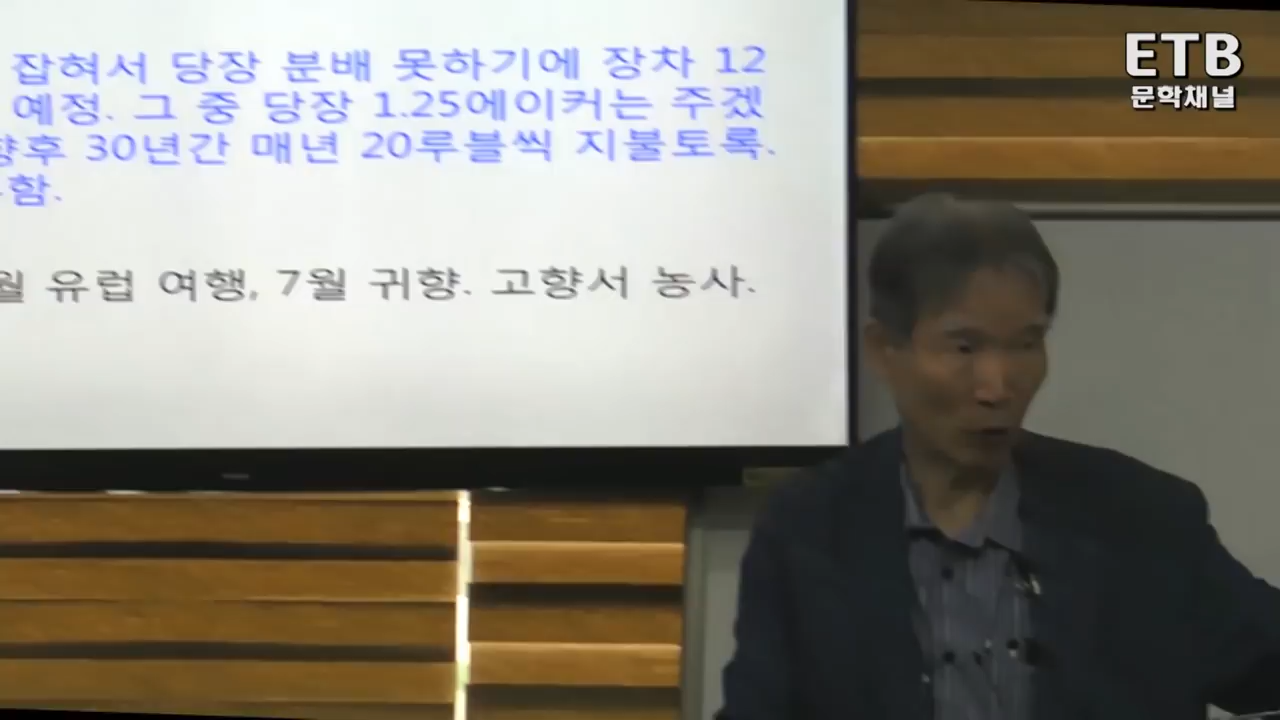 잡혀서 당장 분배 못하기에 장차 12
예정. 그 중 당장 1.25에이커는 주겠
향후 30년간 매년 20루블씩 지불토록.
함.
월 유럽 여행, 7월 귀향. 고향서 농사.
ETB
문학채널